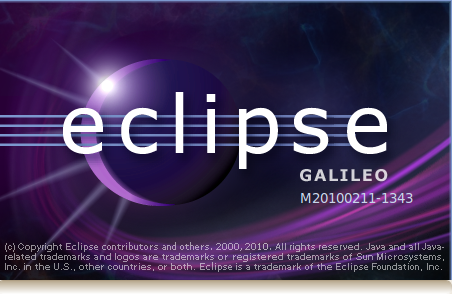 eclipse
GALILEO
M20100211-1343
(c) Copyright Eclipse contributors and others, 2000, 2010. All rights reserved. Java and all Java-
related trademarks and logos are trademarks or registered trademarks of Sun Microsystems,
Inc. in the U.S., other countries, or both. Eclipse is a trademark of the Eclipse Foundation, Inc.